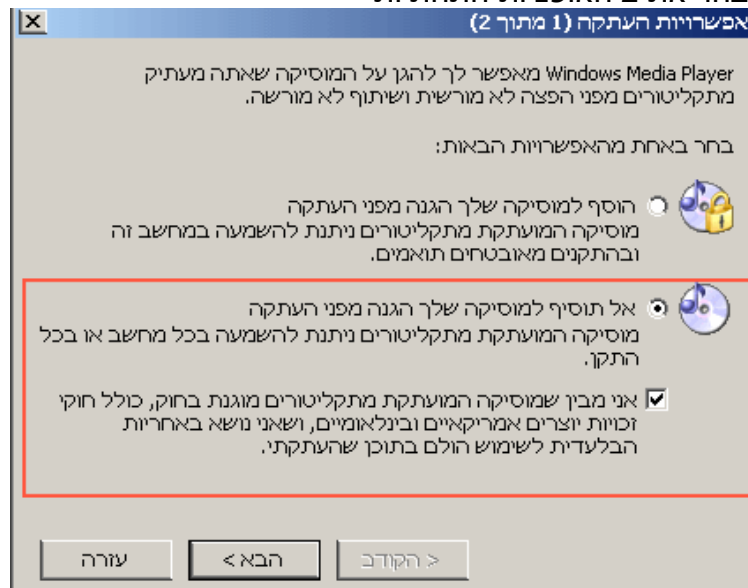 אפשרויות העתקה (1 מתוך 2)
Windows Media Player מאפשר לך להגן על המוסיקה שאתה מעתיק
מתקליטורים מפני הפצה לא מורשית ושיתוף לא מורשה.
בחר באחת מהאפשרויות הבאות:
הוסף למוסיקה שלך הגנה מפני העתקה
מוסיקה המועתקת מתקליטורים ניתנת להשמעה במחשב זה
ובהתקנים מאובטחים תואמים.
אל תוסיף למוסיקה שלך הגנה מפני העתקה
מוסיקה המועתקת מתקליטורים ניתנת להשמעה בכל מחשב או בכל
התקן.
אני מבין שמוסיקה המועתקת מתקליטורים מוגנת בחוק, כולל חוקי
זכויות יוצרים אמריקאיים ובינלאומיים, ושאני נושא באחריות
הבלעדית לשימוש הולם בתוכן שהעתקתי.
< הקודם
הבא >
עזרה